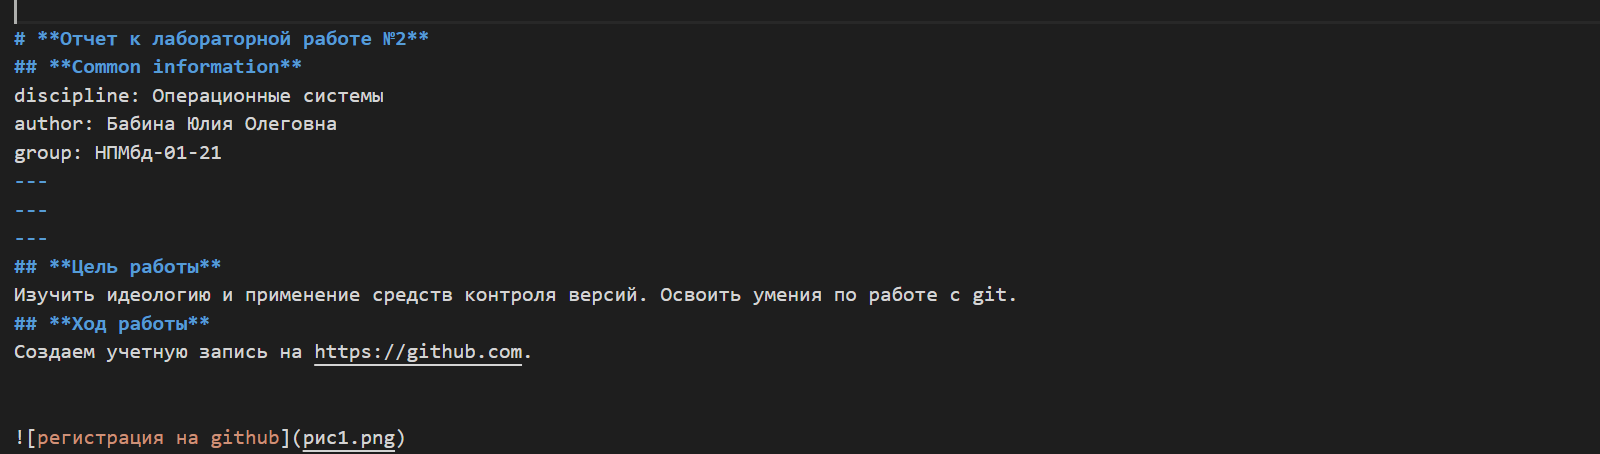 # **Отчет к лабораторной работе №2**
## **Common information**
discipline: Операционные системы
author: Бабина Юлия Олеговна
group: НПМбд-01-21
---
---
---
## **Цель работы**
Изучить идеологию и применение средств контроля версий. Освоить умения по работе с git.
## **Ход работы**
Создаем учетную запись на https://github.com.
![регистрация на github](рис1.png)